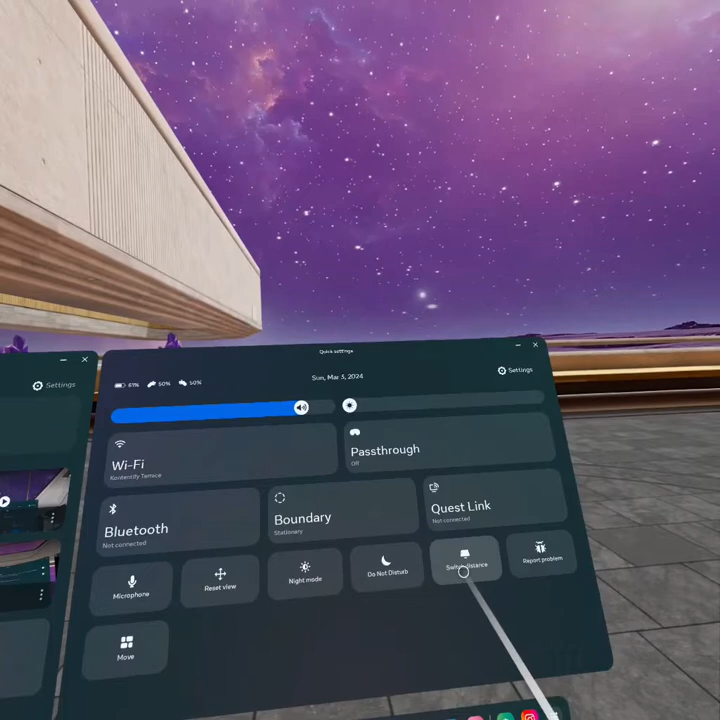 Settings
Quick settings
51% 50% 50%
Sun, Mar 3, 2024
Settings
Wi-Fi
Passthrough
Off
Bluetooth
Not connected
Boundary
Stationary
Quest Link
Not connected
Microphone
Reset view
Night mode
Do Not Disturb
Report problem
Move